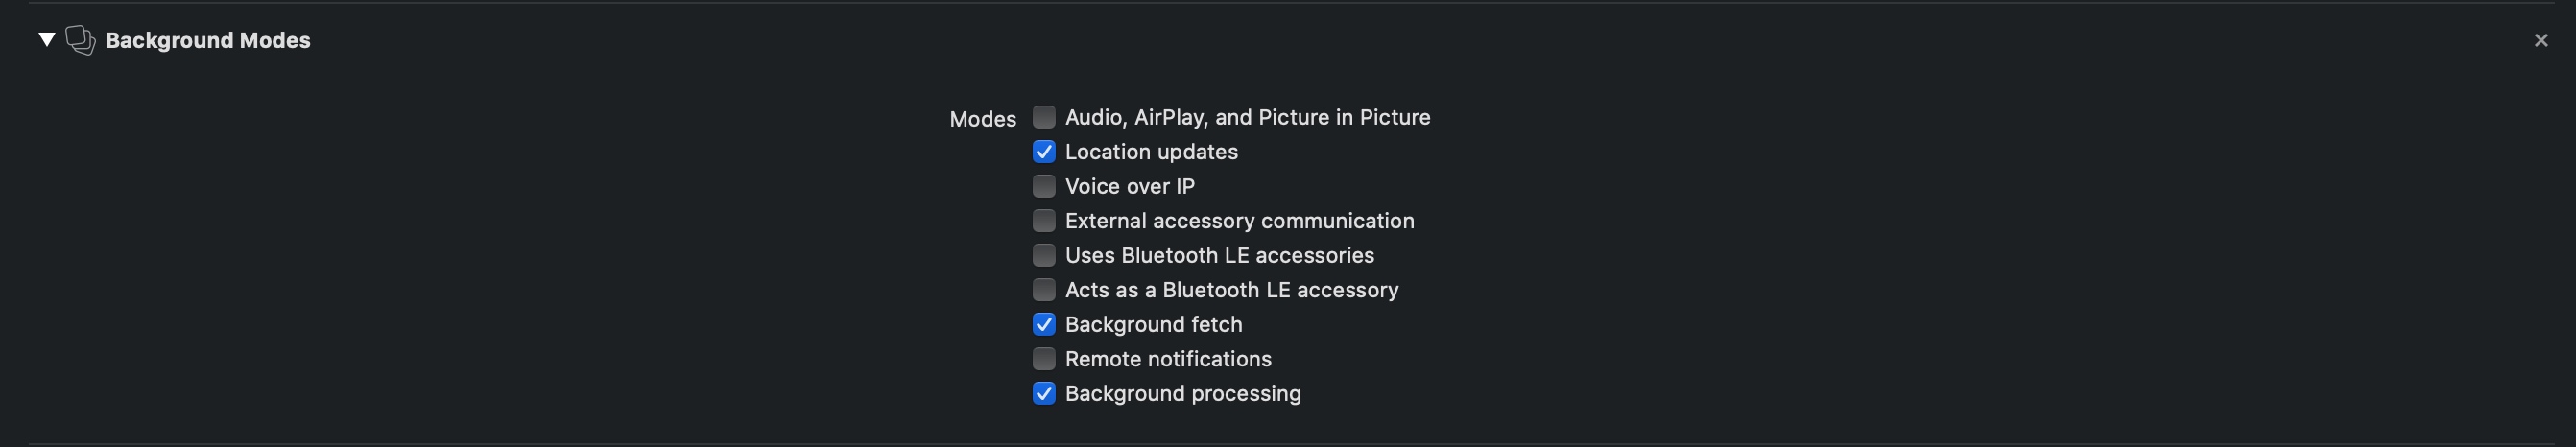 Background Modes
Modes Audio, AirPlay, and Picture in Picture
Location updates
Voice over IP
External accessory communication
Uses Bluetooth LE accessories
Acts as a Bluetooth LE accessory
Background fetch
Remote notifications
Background processing